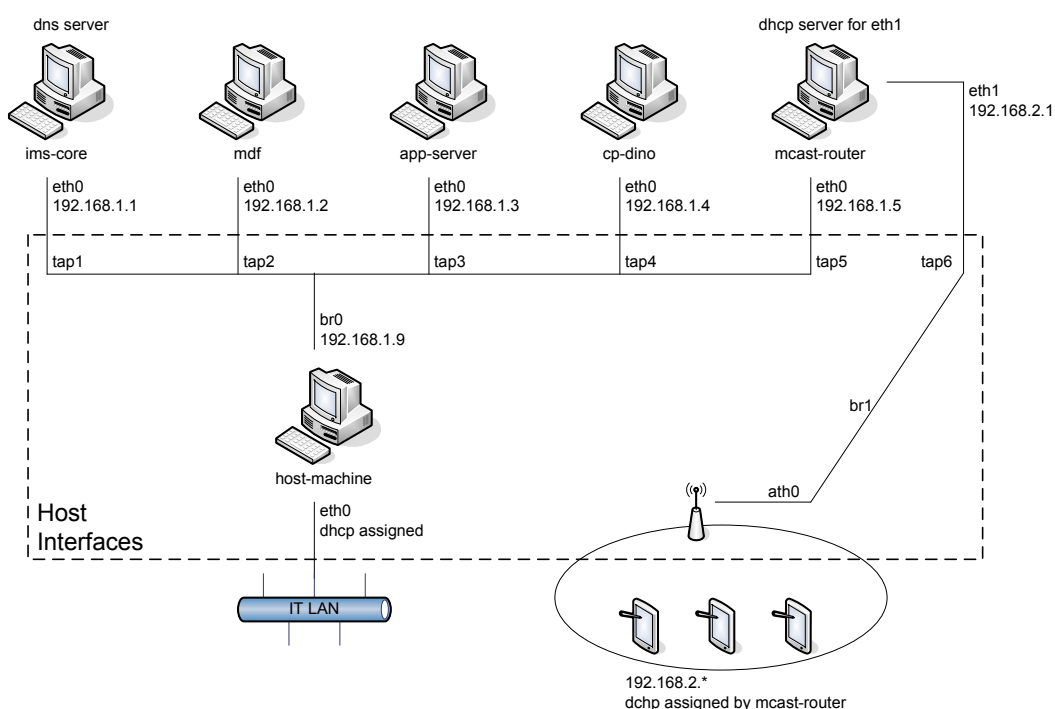 dns server
dhcp server for eth1
eth1
192.168.2.1
ims-core
mdf
app-server
cp-dino
mcast-router
eth0
192.168.1.1
eth0
192.168.1.2
eth0
192.168.1.3
eth0
192.168.1.4
eth0
192.168.1.5
tap1
tap2
tap3
tap4
tap5
tap6
br0
192.168.1.9
br1
host-machine
ath0
eth0
dhcp assigned
Host
Interfaces
IT LAN
192.168.2.*
dchp assigned by mcast-router